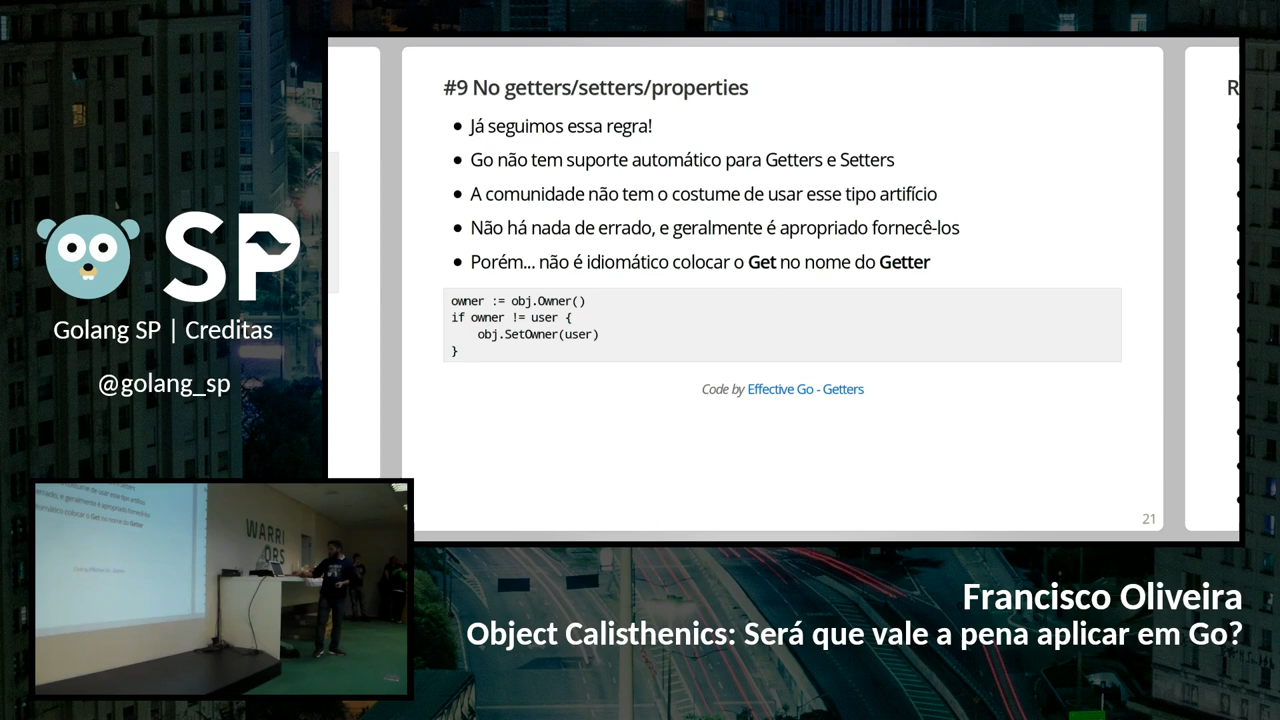 #9 No getters/setters/properties
R
Já seguimos essa regra!
Go não tem suporte automático para Getters e Setters
A comunidade não tem o costume de usar esse tipo artifício
Não há nada de errado, e geralmente é apropriado fornecê-los
Porém... não é idiomático colocar o Get no nome do Getter
owner := obj.Owner()
if owner != user {
obj.SetOwner(user)
}
Code by Effective Go - Getters
21
SP
Golang SP | Creditas
@golang_sp
WARRI
ORS
Francisco Oliveira
Object Calisthenics: Será que vale a pena aplicar em Go?